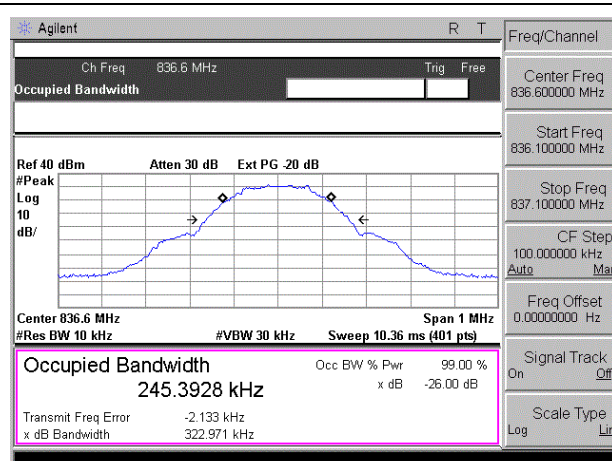 Agilent R T
Ch Freq 836.6 MHz Trig Free
Occupied Bandwidth
Ref 40 dBm Atten 30 dB Ext PG -20 dB
#Peak
Log
10
dB/
Center 836.6 MHz Span 1 MHz
#Res BW 10 kHz #VBW 30 kHz Sweep 10.36 ms (401 pts)
Occupied Bandwidth Occ BW % Pwr 99.00 %
245.3928 kHz x dB -26.00 dB
Transmit Freq Error -2.133 kHz
x dB Bandwidth 322.971 kHz
Freq/Channel
Center Freq
836.600000 MHz
Start Freq
836.100000 MHz
Stop Freq
837.100000 MHz
CF Step
100.000000 kHz
Auto Ma
Freq Offset
0.00000000 Hz
Signal Track
On Off
Scale Type
Log Lin